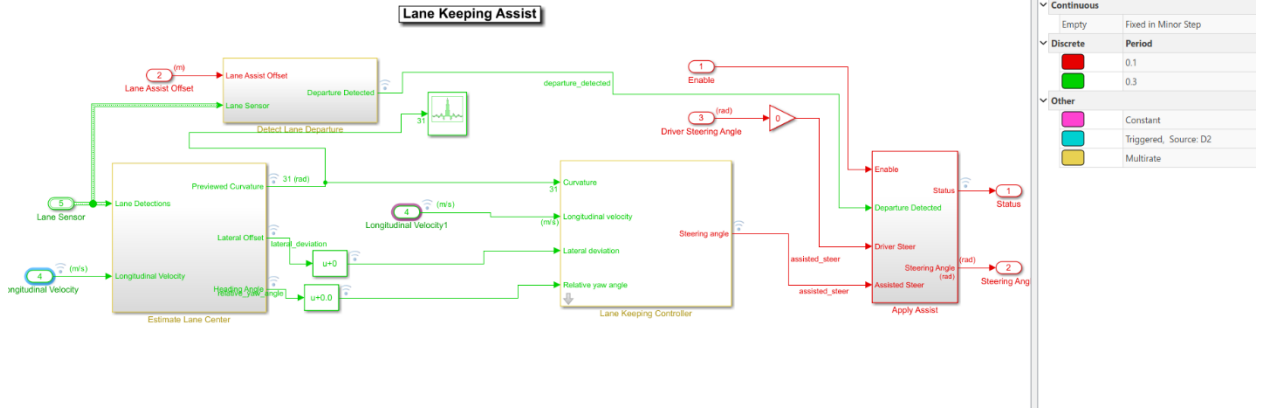 Lane Keeping Assist
2
(m)
Lane Assist Offset
Lane Assist Offset
Lane Sensor
Departure Detected
Detect Lane Departure
departure_detected
31
1
Enable
3
(rad)
Driver Steering Angle
0
5
Lane Sensor
4
(m/s)
ongitudinal Velocity
Lane Detections
Longitudinal Velocity
Previewed Curvature
Lateral Offset
Heading Angle
Estimate Lane Center
31 (rad)
lateral_deviation
relative_yaw_angle
u+0
u+0.0
4
(m/s)
Longitudinal Velocity1
Curvature
31
Longitudinal velocity
(m/s)
Lateral deviation
Relative yaw angle
Steering angle
Lane Keeping Controller
assisted_steer
assisted_steer
Enable
Departure Detected
Driver Steer
Assisted Steer
Status
Steering Angle
(rad)
Apply Assist
1
Status
(rad)
2
Steering Ang
Continuous
Empty Fixed in Minor Step
Discrete Period
0.1
0.3
Other
Constant
Triggered, Source: D2
Multirate